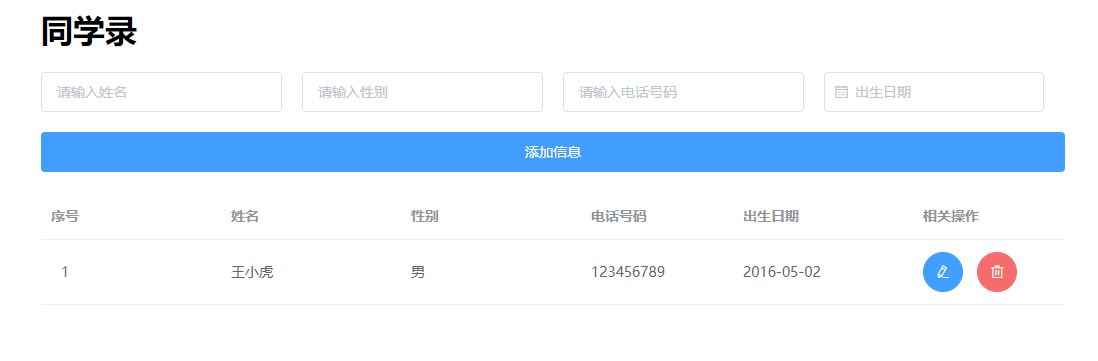 同学录
请输入姓名 请输入性别 请输入电话号码 出生日期
添加信息
序号 姓名 性别 电话号码 出生日期 相关操作
1 王小虎 男 123456789 2016-05-02